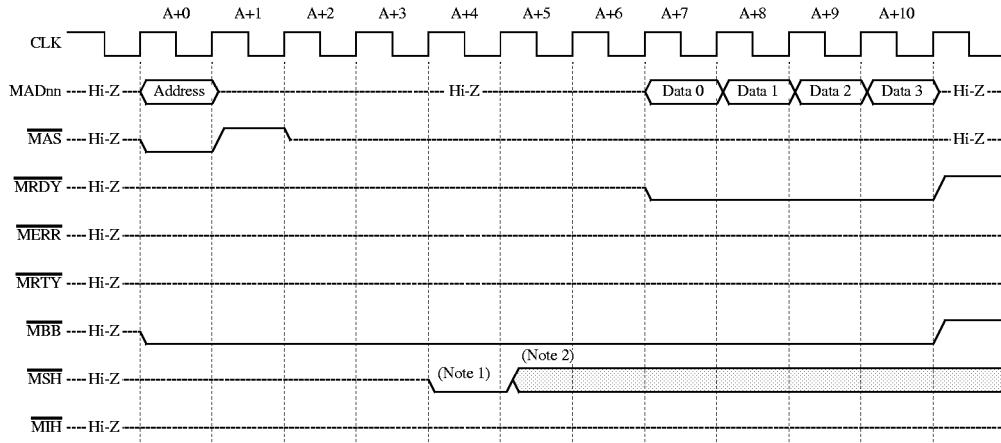 A+0 A+1 A+2 A+3 A+4 A+5 A+6 A+7 A+8 A+9 A+10
CLK
MADnn Hi-Z Address Hi-Z Data 0 Data 1 Data 2 Data 3 Hi-Z
MAS Hi-Z Hi-Z
MRDY Hi-Z
MERR Hi-Z
MRTY Hi-Z
MBB Hi-Z
(Note 2)
MSH Hi-Z (Note 1)
MIH Hi-Z